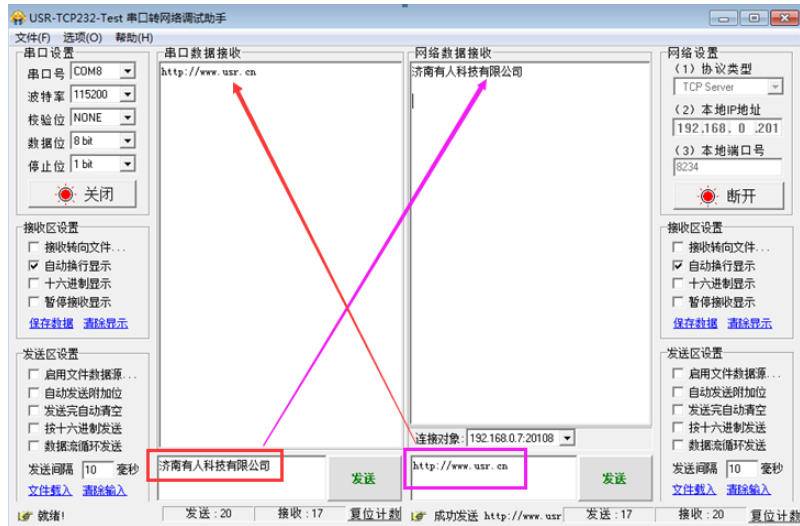 USR-TCP232-Test 串口转网络调试助手
文件(F) 选项(O) 帮助(H)
串口设置
串口号 COM8
波特率 115200
校验位 NONE
数据位 8 bit
停止位 1 bit
关闭
接收区设置
接收转向文件...
自动换行显示
十六进制显示
暂停接收显示
保存数据 清除显示
发送区设置
启用文件数据源...
自动发送附加位
发送完自动清空
按十六进制发送
数据流循环发送
发送间隔 10 毫秒
文件载入 清除输入
串口数据接收
http://www.usr.cn
济南有人科技有限公司
发送
网络数据接收
济南有人科技有限公司
连接对象: 192.168.0.7:20108
http://www.usr.cn
发送
网络设置
(1) 协议类型
TCP Server
(2) 本地IP地址
192.168. 0 .201
(3) 本地端口号
8234
断开
接收区设置
接收转向文件...
自动换行显示
十六进制显示
暂停接收显示
保存数据 清除显示
发送区设置
启用文件数据源...
自动发送附加位
发送完自动清空
按十六进制发送
数据流循环发送
发送间隔 10 毫秒
文件载入 清除输入
就绪! 发送:20 接收:17 复位计数 成功发送 http://www.usr 发送:17 接收:20 复位计数